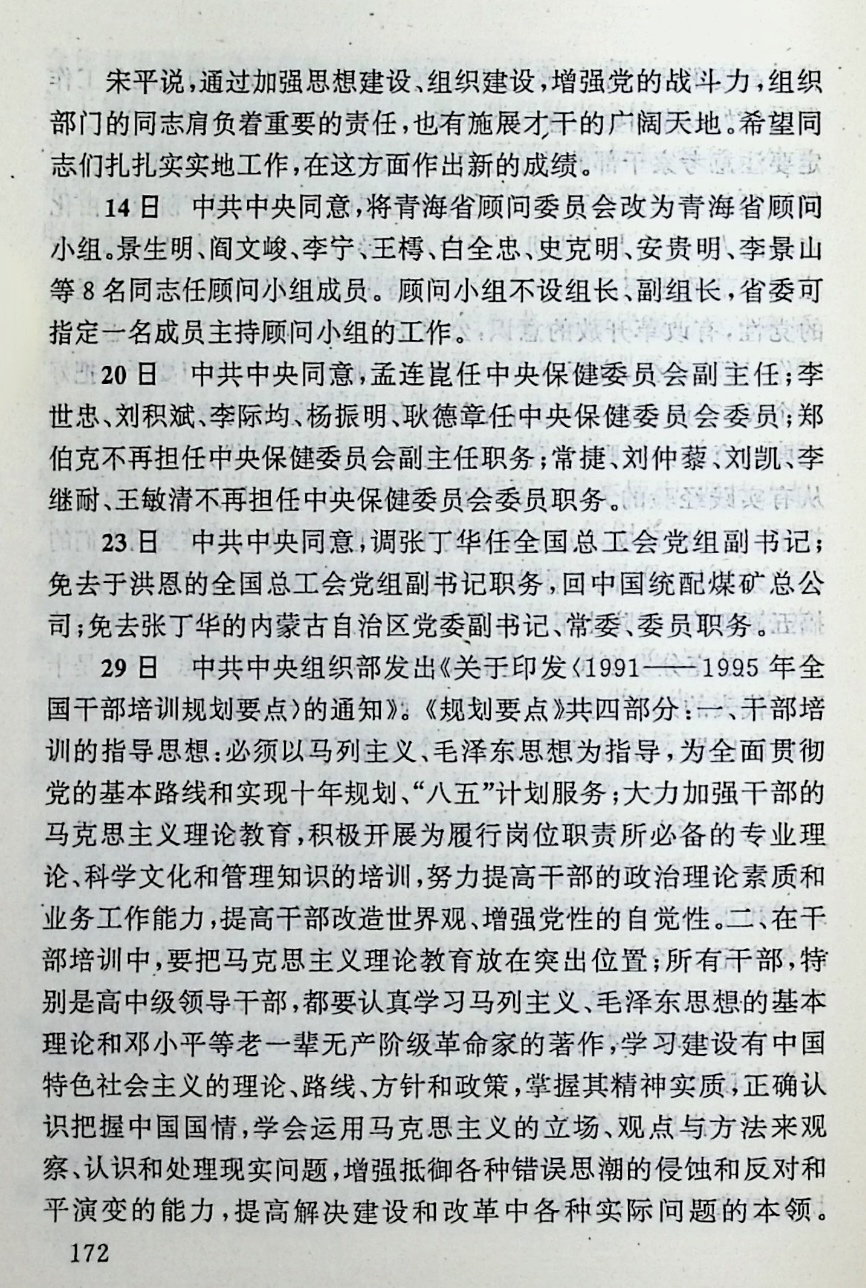 宋平说,通过加强思想建设、组织建设,增强党的战斗力,组织
部门的同志肩负着重要的责任,也有施展才干的广阔天地。希望同
志们扎扎实实地工作,在这方面作出新的成绩。
14日 中共中央同意,将青海省顾问委员会改为青海省顾问
小组。景生明、阎文峻、李宁、王樗、白全忠、史克明、安贵明、李景山
等8名同志任顾问小组成员。顾问小组不设组长、副组长,省委可
指定一名成员主持顾问小组的工作。
20日 中共中央同意,孟连崑任中央保健委员会副主任;李
世忠、刘积斌、李际均、杨振明、耿德章任中央保健委员会委员;郑
伯克不再担任中央保健委员会副主任职务;常捷、刘仲藜、刘凯、李
继耐、王敏清不再担任中央保健委员会委员职务。
23日 中共中央同意,调张丁华任全国总工会党组副书记;
免去于洪恩的全国总工会党组副书记职务,回中国统配煤矿总公
司;免去张丁华的内蒙古自治区党委副书记、常委、委员职务。
29日 中共中央组织部发出《关于印发〈1991——1995年全
国干部培训规划要点〉的通知》。《规划要点》共四部分:一、干部培
训的指导思想:必须以马列主义、毛泽东思想为指导,为全面贯彻
党的基本路线和实现十年规划、“八五”计划服务;大力加强干部的
马克思主义理论教育,积极开展为履行岗位职责所必备的专业理
论、科学文化和管理知识的培训,努力提高干部的政治理论素质和
业务工作能力,提高干部改造世界观、增强党性的自觉性。二、在干
部培训中,要把马克思主义理论教育放在突出位置;所有干部,特
别是高中级领导干部,都要认真学习马列主义、毛泽东思想的基本
理论和邓小平等老一辈无产阶级革命家的著作,学习建设有中国
特色社会主义的理论、路线、方针和政策,掌握其精神实质,正确认
识把握中国国情,学会运用马克思主义的立场、观点与方法来观
察、认识和处理现实问题,增强抵御各种错误思潮的侵蚀和反对和
平演变的能力,提高解决建设和改革中各种实际问题的本领。
172